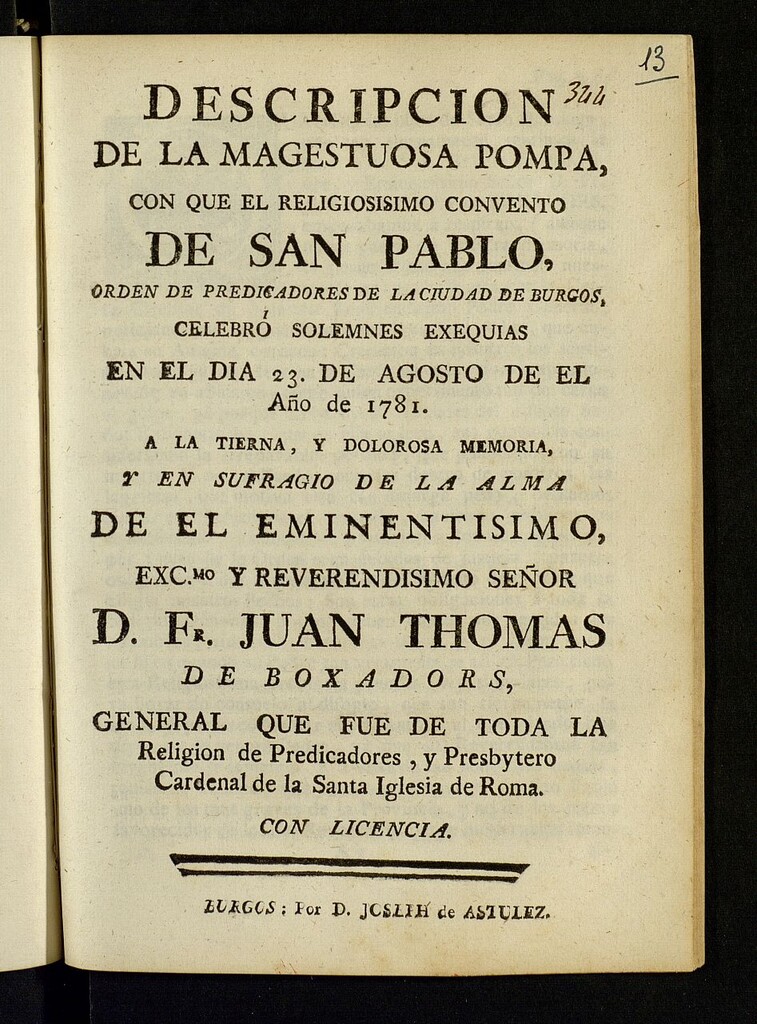 13
DESCRIPCION 344
DE LA MAGESTUOSA POMPA,
CON QUE EL RELIGIOSISIMO CONVENTO
DE SAN PABLO,
ORDEN DE PREDICADORES DE LA CIUDAD DE BURGOS,
CELEBRÓ SOLEMNES EXEQUIAS
EN EL DIA 23. DE AGOSTO DE EL
Año de 1781.
A LA TIERNA, Y DOLOROSA MEMORIA,
Y EN SUFRAGIO DE LA ALMA
DE EL EMINENTISIMO,
EXC.MO Y REVERENDISIMO SEÑOR
D. FR. JUAN THOMAS
DE BOXADORS,
GENERAL QUE FUE DE TODA LA
Religion de Predicadores, y Presbytero
Cardenal de la Santa Iglesia de Roma.
CON LICENCIA.
BURGOS: Por D. JOSEPH de ASTULEZ.